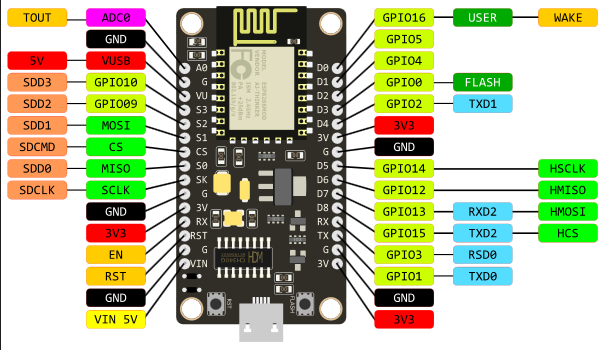 TOUT ADC0 GPIO16 USER WAKE
GND GPIO5
5V VUSB A0 D0 GPIO4
SDD3 GPIO10 G D1 GPIO0 FLASH
SDD2 GPIO09 VU D2 GPIO2 TXD1
SDD1 MOSI S3 D3 3V3
SDCMD CS S2 D4 GND
SDD0 MISO S1 3V GPIO14 HSCLK
SDCLK SCLK CS G GPIO12 HMISO
GND S0 D5 GPIO13 RXD2 HMOSI
3V3 SK D6 GPIO15 TXD2 HCS
EN G D7 GPIO3 RSD0
RST 3V D8 GPIO1 TXD0
GND RX RX GND
VIN 5V RST TX 3V3
G G
VIN 3V
MODEL
VENDOR
RST FLASH